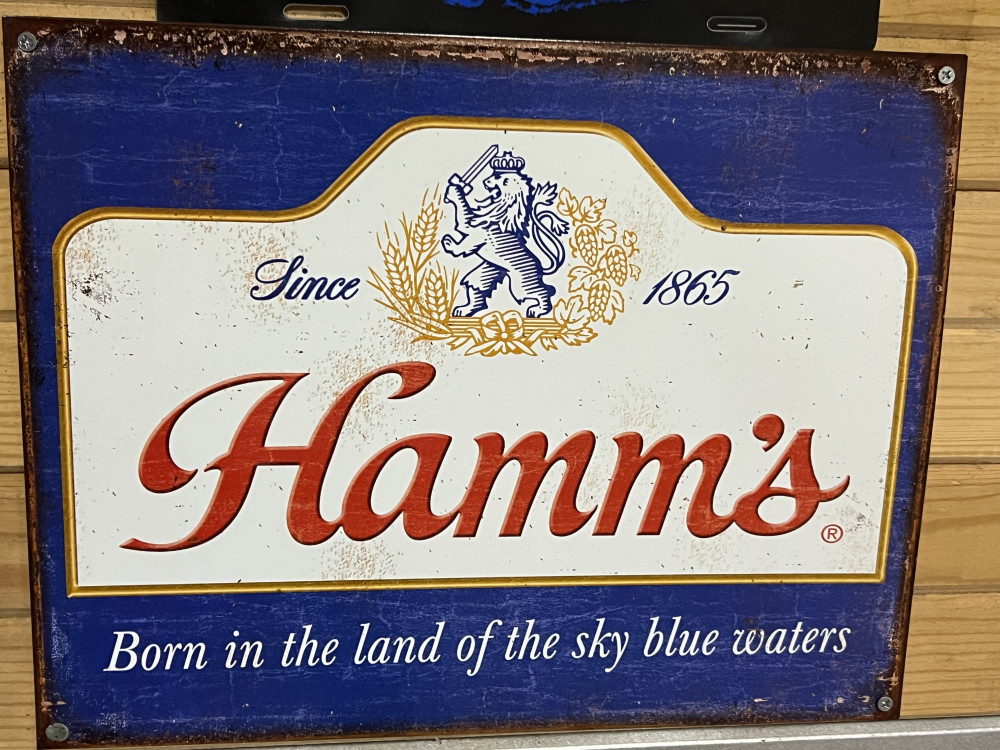 Since 1865
Hamm's®
Born in the land of the sky blue waters